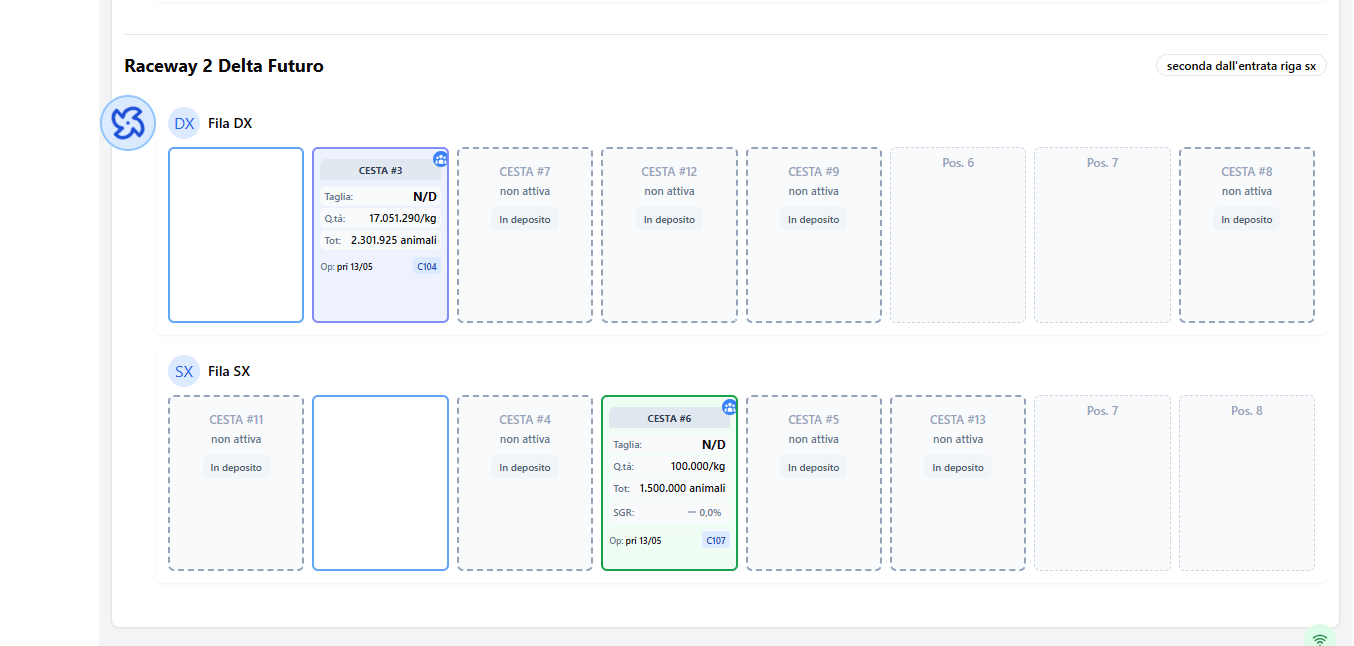 Raceway 2 Delta Futuro
seconda dall'entrata riga sx
DX Fila DX
CESTA #3
Taglia: N/D
Q.tà: 17.051.290/kg
Tot: 2.301.925 animali
Op: pri 13/05 C104
CESTA #7
non attiva
In deposito
CESTA #12
non attiva
In deposito
CESTA #9
non attiva
In deposito
Pos. 6
Pos. 7
CESTA #8
non attiva
In deposito
SX Fila SX
CESTA #11
non attiva
In deposito
CESTA #4
non attiva
In deposito
CESTA #6
Taglia: N/D
Q.tà: 100.000/kg
Tot: 1.500.000 animali
SGR: — 0,0%
Op: pri 13/05 C107
CESTA #5
non attiva
In deposito
CESTA #13
non attiva
In deposito
Pos. 7
Pos. 8